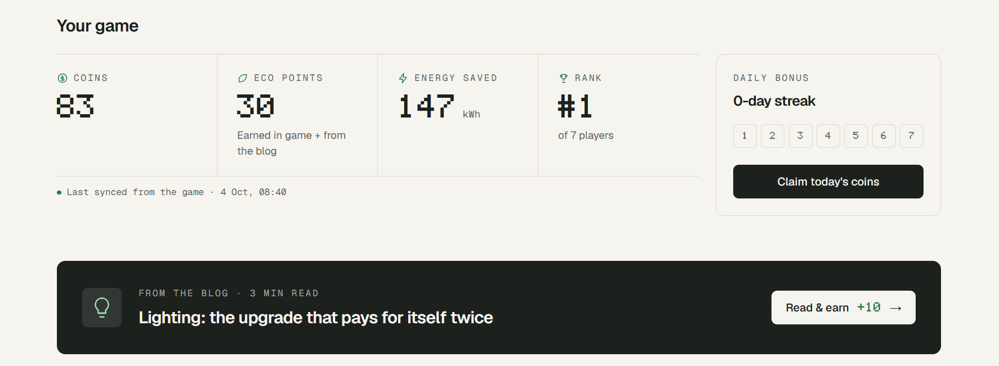 Your game
COINS
83
ECO POINTS
30
Earned in game + from
the blog
ENERGY SAVED
147 kWh
RANK
#1
of 7 players
Last synced from the game · 4 Oct, 08:40
DAILY BONUS
0-day streak
1 2 3 4 5 6 7
Claim today's coins
FROM THE BLOG · 3 MIN READ
Lighting: the upgrade that pays for itself twice
Read & earn +10 →